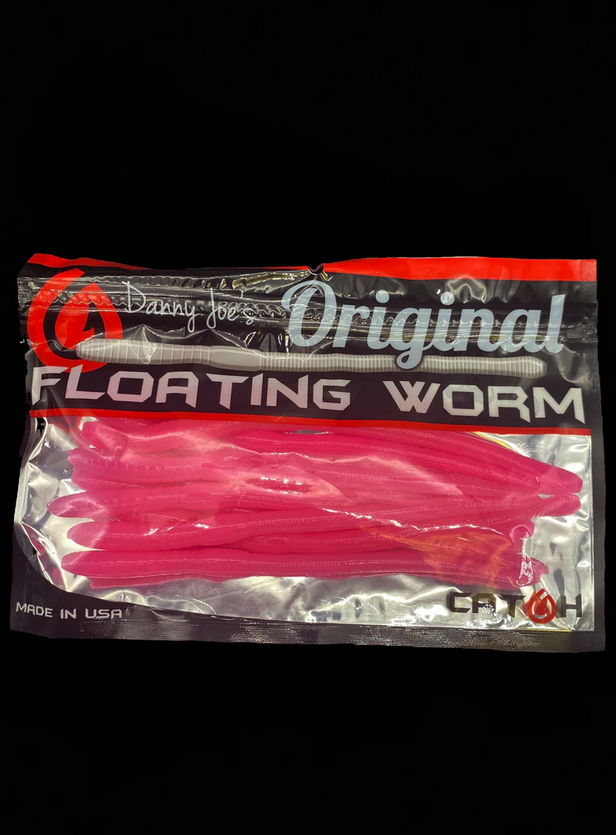 Danny Joe's Original
FLOATING WORM
MADE IN USA
CATCH